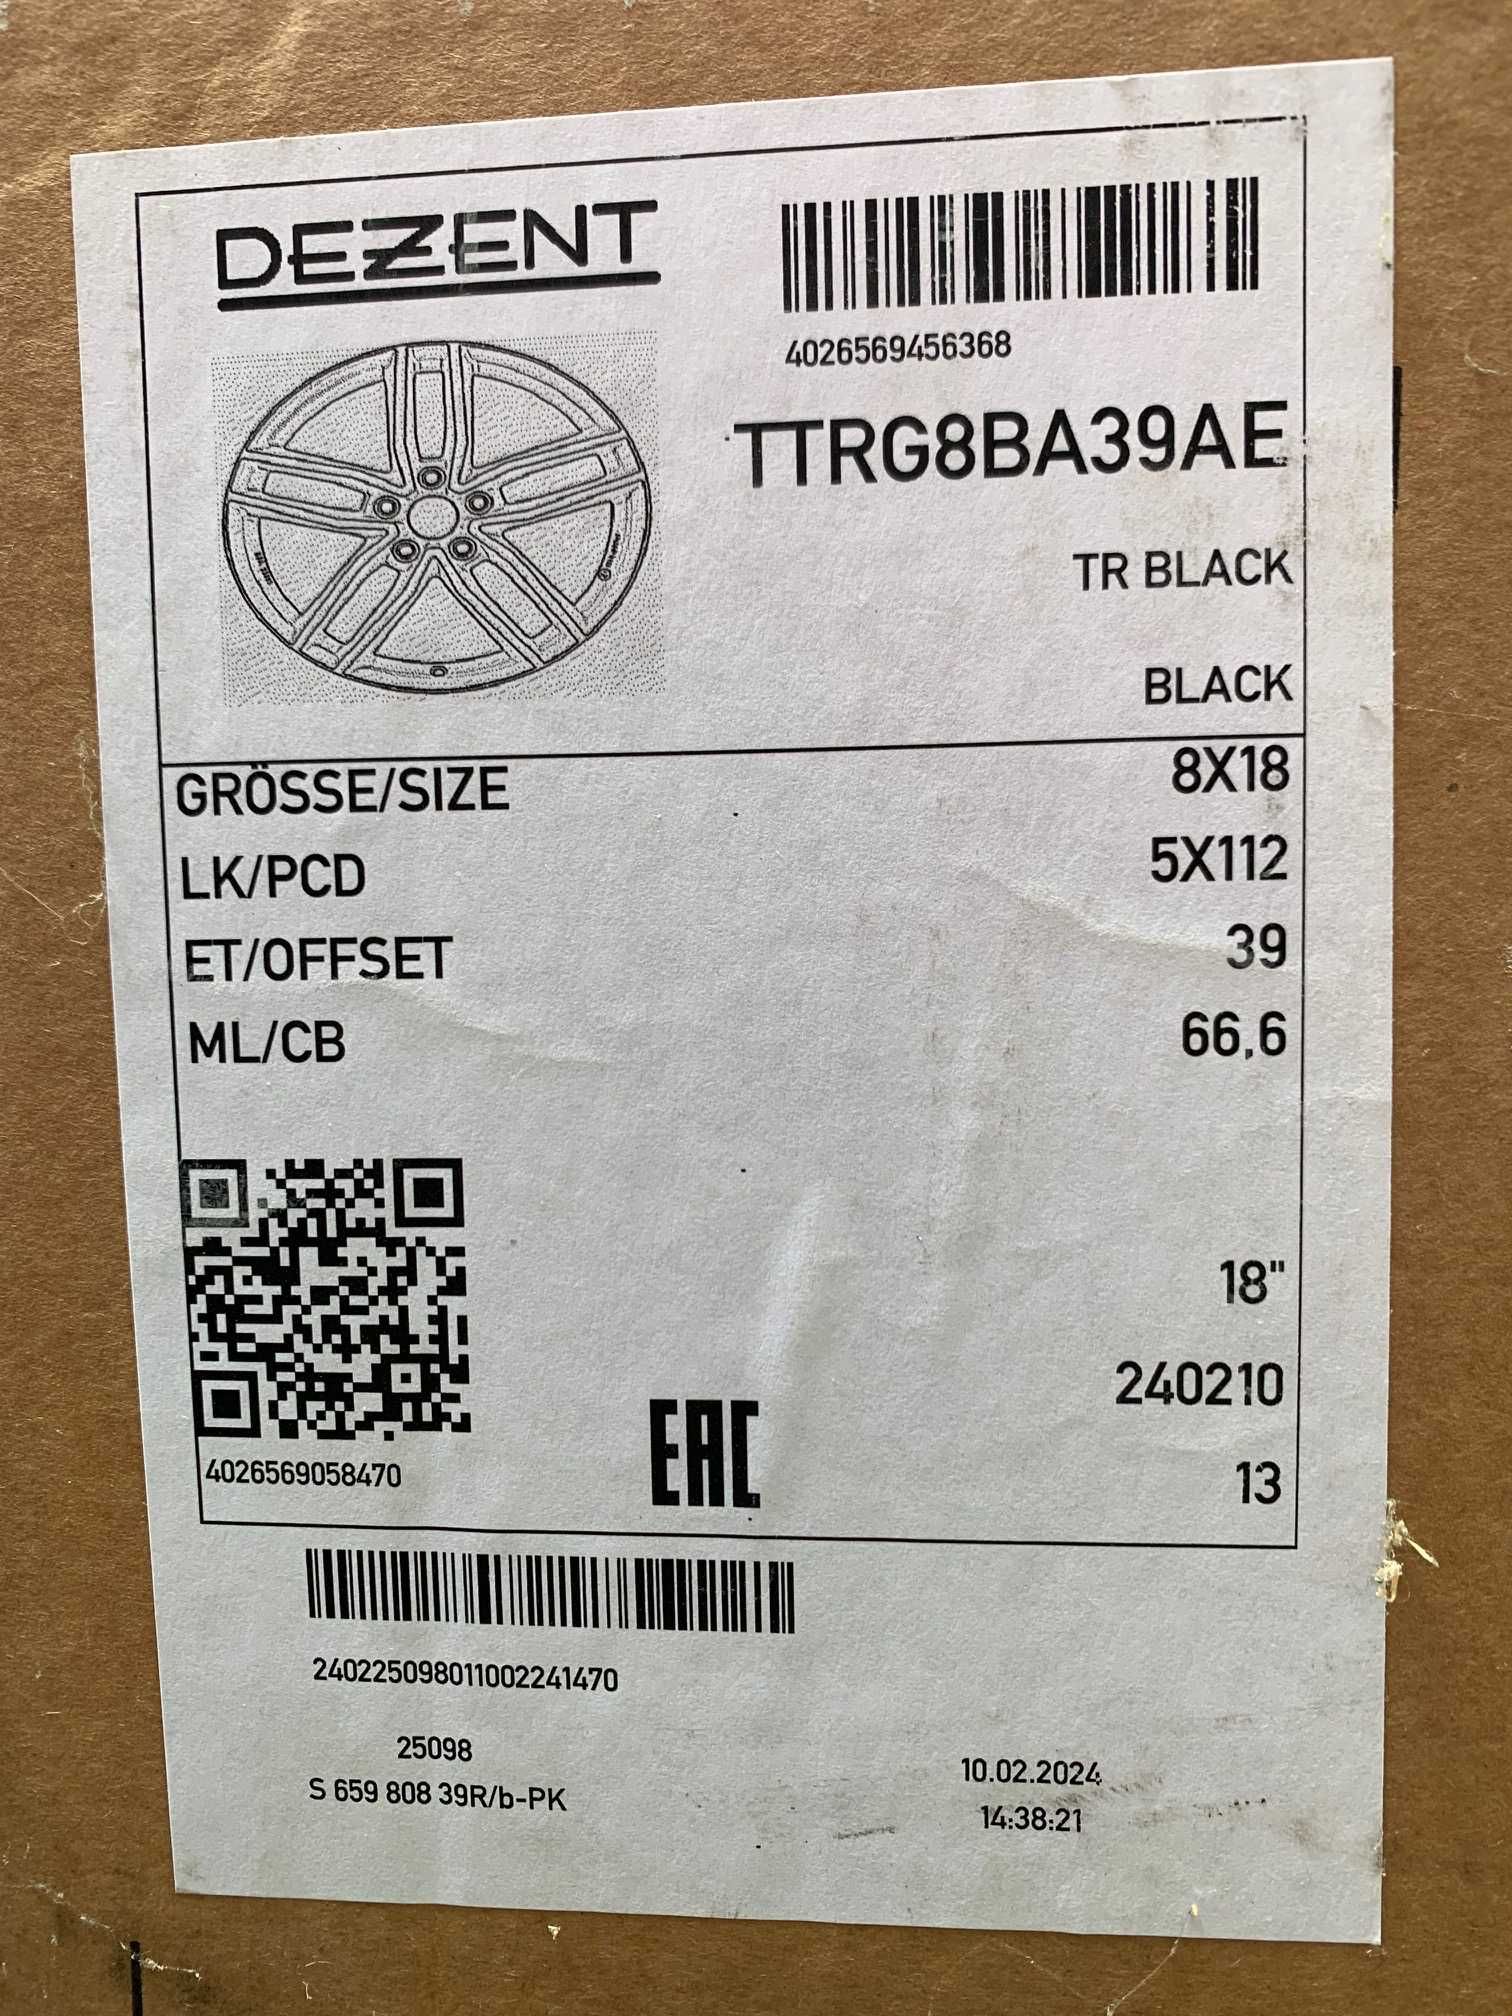 DEZENT
4026569456368
TTRG8BA39AE
TR BLACK
BLACK
GRÖSSE/SIZE 8X18
LK/PCD 5X112
ET/OFFSET 39
ML/CB 66,6
18"
240210
13
4026569058470
EAC
240225098011002241470
25098
S 659 808 39R/b-PK
10.02.2024
14:38:21